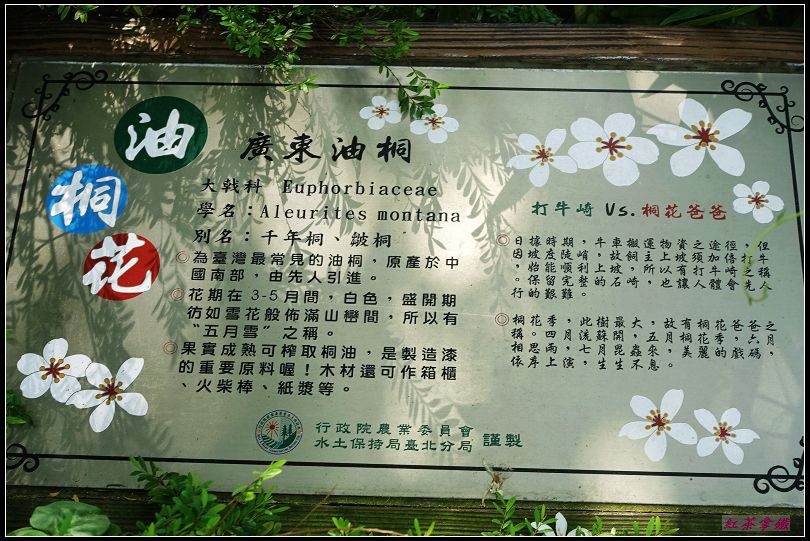 油
桐
花
廣東油桐
大戟科 Euphorbiaceae
學名：Aleurites montana
別名：千年桐、皺桐
◎為臺灣最常見的油桐，原產於中
國南部，由先人引進。
◎花期在3-5月間，白色，盛開期
彷如雪花般佈滿山巒間，所以有
“五月雪”之稱。
◎果實成熟可榨取桐油，是製造漆
的重要原料喔！木材還可作箱櫃
、火柴棒、紙漿等。
打牛崎 Vs. 桐花爸爸
◎日據時期，牛車搬運物資之途徑，但
因坡度陡峭，故飼主上坡須加倍打牛
，始能順利上坡，所以有打牛崎之稱
。保留完整的石崎，也讓人體會先人
行的艱難。
◎桐花季，此樹最大，故有桐花爸爸之
稱。四月流蘇開，五月桐花季，六月
相思雨，七月昆蟲來，美麗的戲碼，
依序上演，生生不息。
行政院農業委員會
水土保持局臺北分局 謹製
紅茶拿鐵